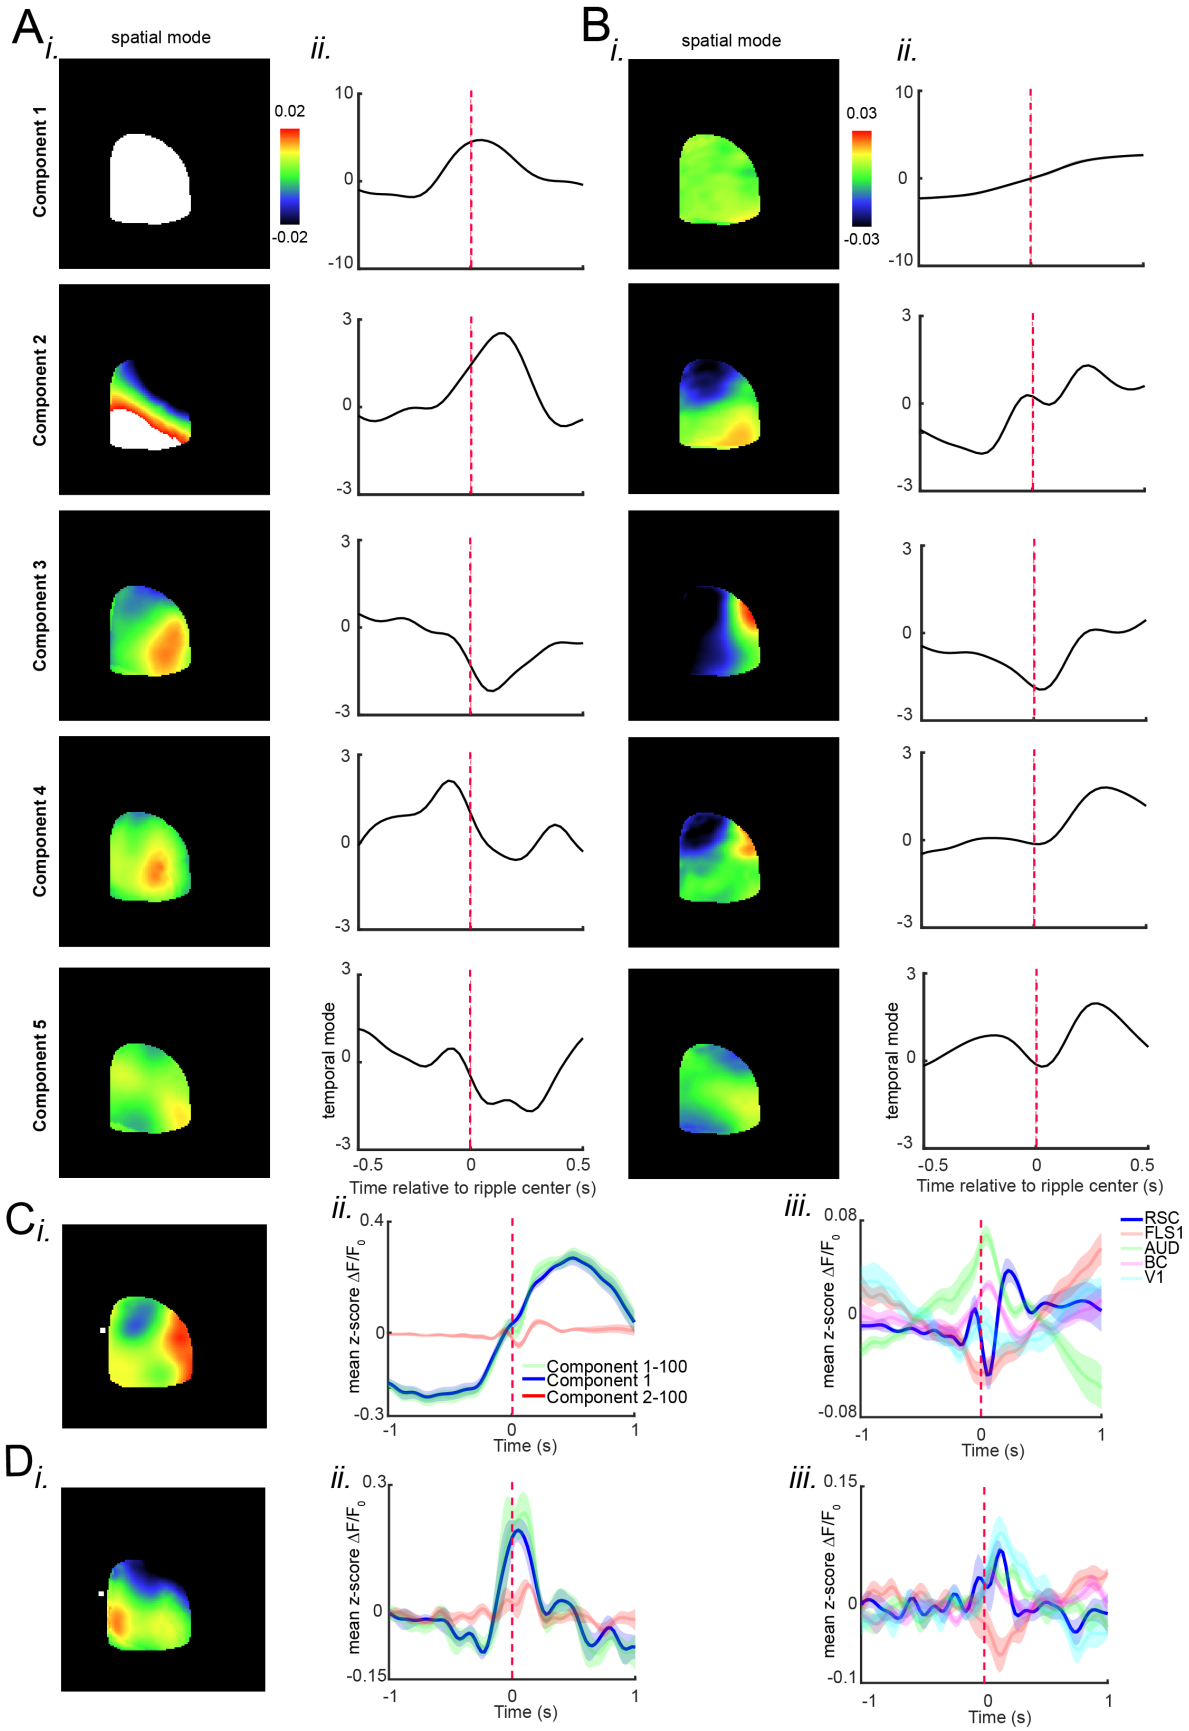 A
i.
spatial mode
ii.
B
i.
spatial mode
ii.
Component 1
0.02
-0.02
10
0
-10
0.03
-0.03
10
0
-10
Component 2
3
0
-3
3
0
-3
Component 3
3
0
-3
3
0
-3
Component 4
3
0
-3
3
0
-3
Component 5
temporal mode
3
0
-3
-0.5
0
0.5
Time relative to ripple center (s)
temporal mode
3
0
-3
-0.5
0
0.5
Time relative to ripple center (s)
C
i.
ii.
mean z-score ΔF/F0
0.4
0
-0.3
Component 1-100
Component 1
Component 2-100
-1
0
1
Time (s)
iii.
mean z-score ΔF/F0
0.08
0
-0.08
RSC
FLS1
AUD
BC
V1
-1
0
1
Time (s)
D
i.
ii.
mean z-score ΔF/F0
0.3
0
-0.15
-1
0
1
Time (s)
iii.
mean z-score ΔF/F0
0.15
0
-0.1
-1
0
1
Time (s)